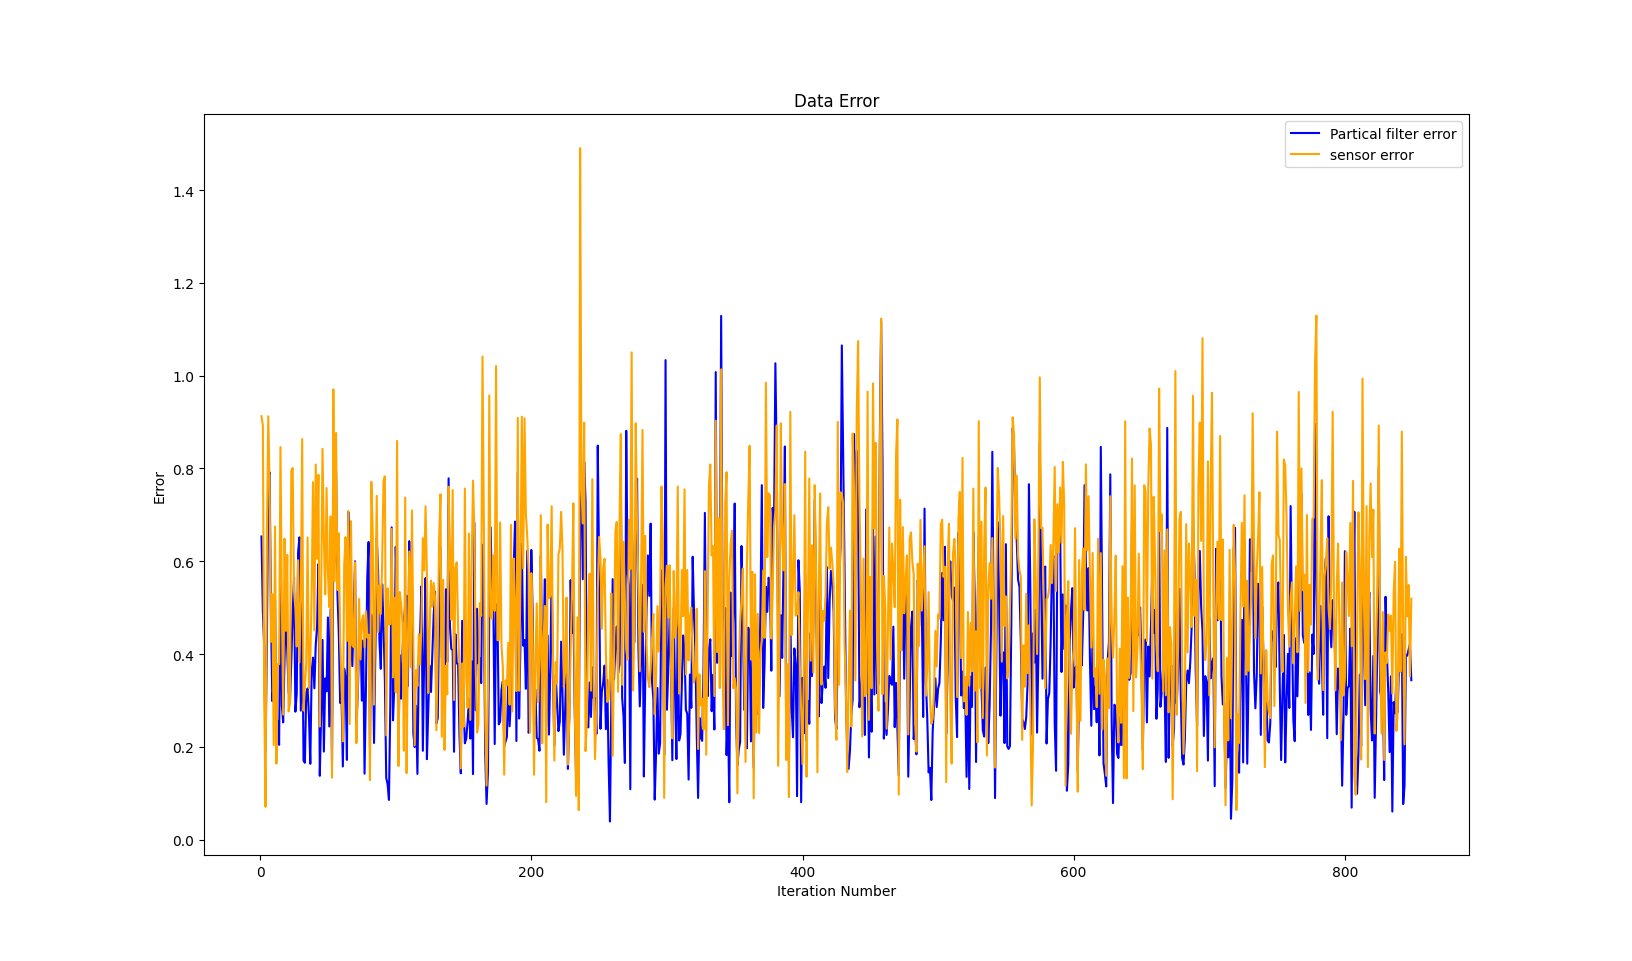 Data Error
Partical filter error
sensor error
1.4
1.2
1.0
0.8
0.6
0.4
0.2
0.0
Error
0 200 400 600 800
Iteration Number